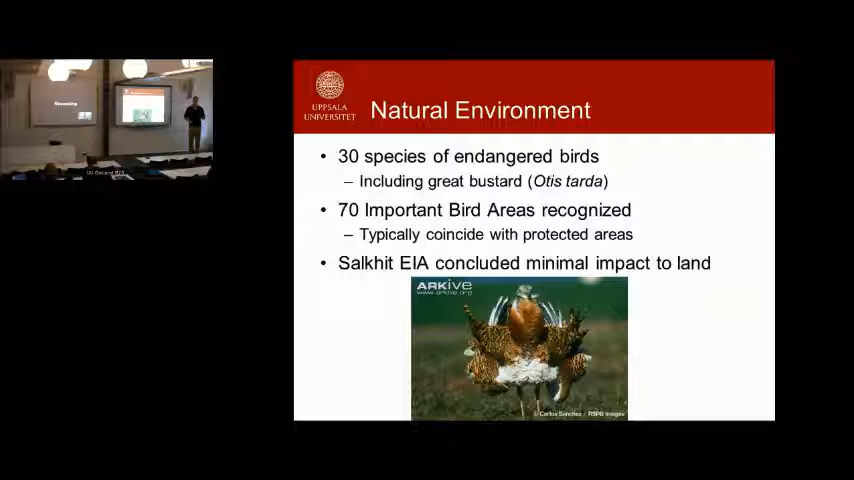 UPPSALA
UNIVERSITET
Natural Environment
• 30 species of endangered birds
– Including great bustard (Otis tarda)
• 70 Important Bird Areas recognized
– Typically coincide with protected areas
• Salkhit EIA concluded minimal impact to land
ARKive
www.arkive.org
© Carlos Sanchez / RSPB Images